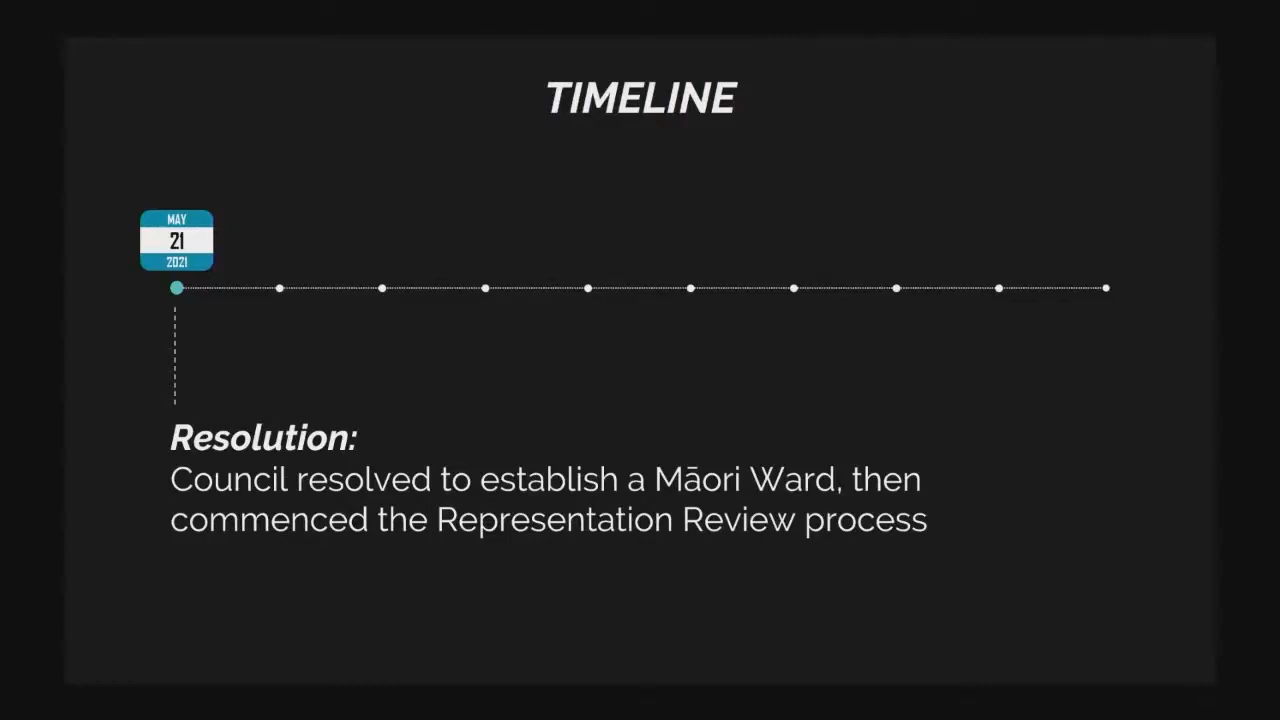 TIMELINE
MAY
21
2021
Resolution:
Council resolved to establish a Māori Ward, then
commenced the Representation Review process